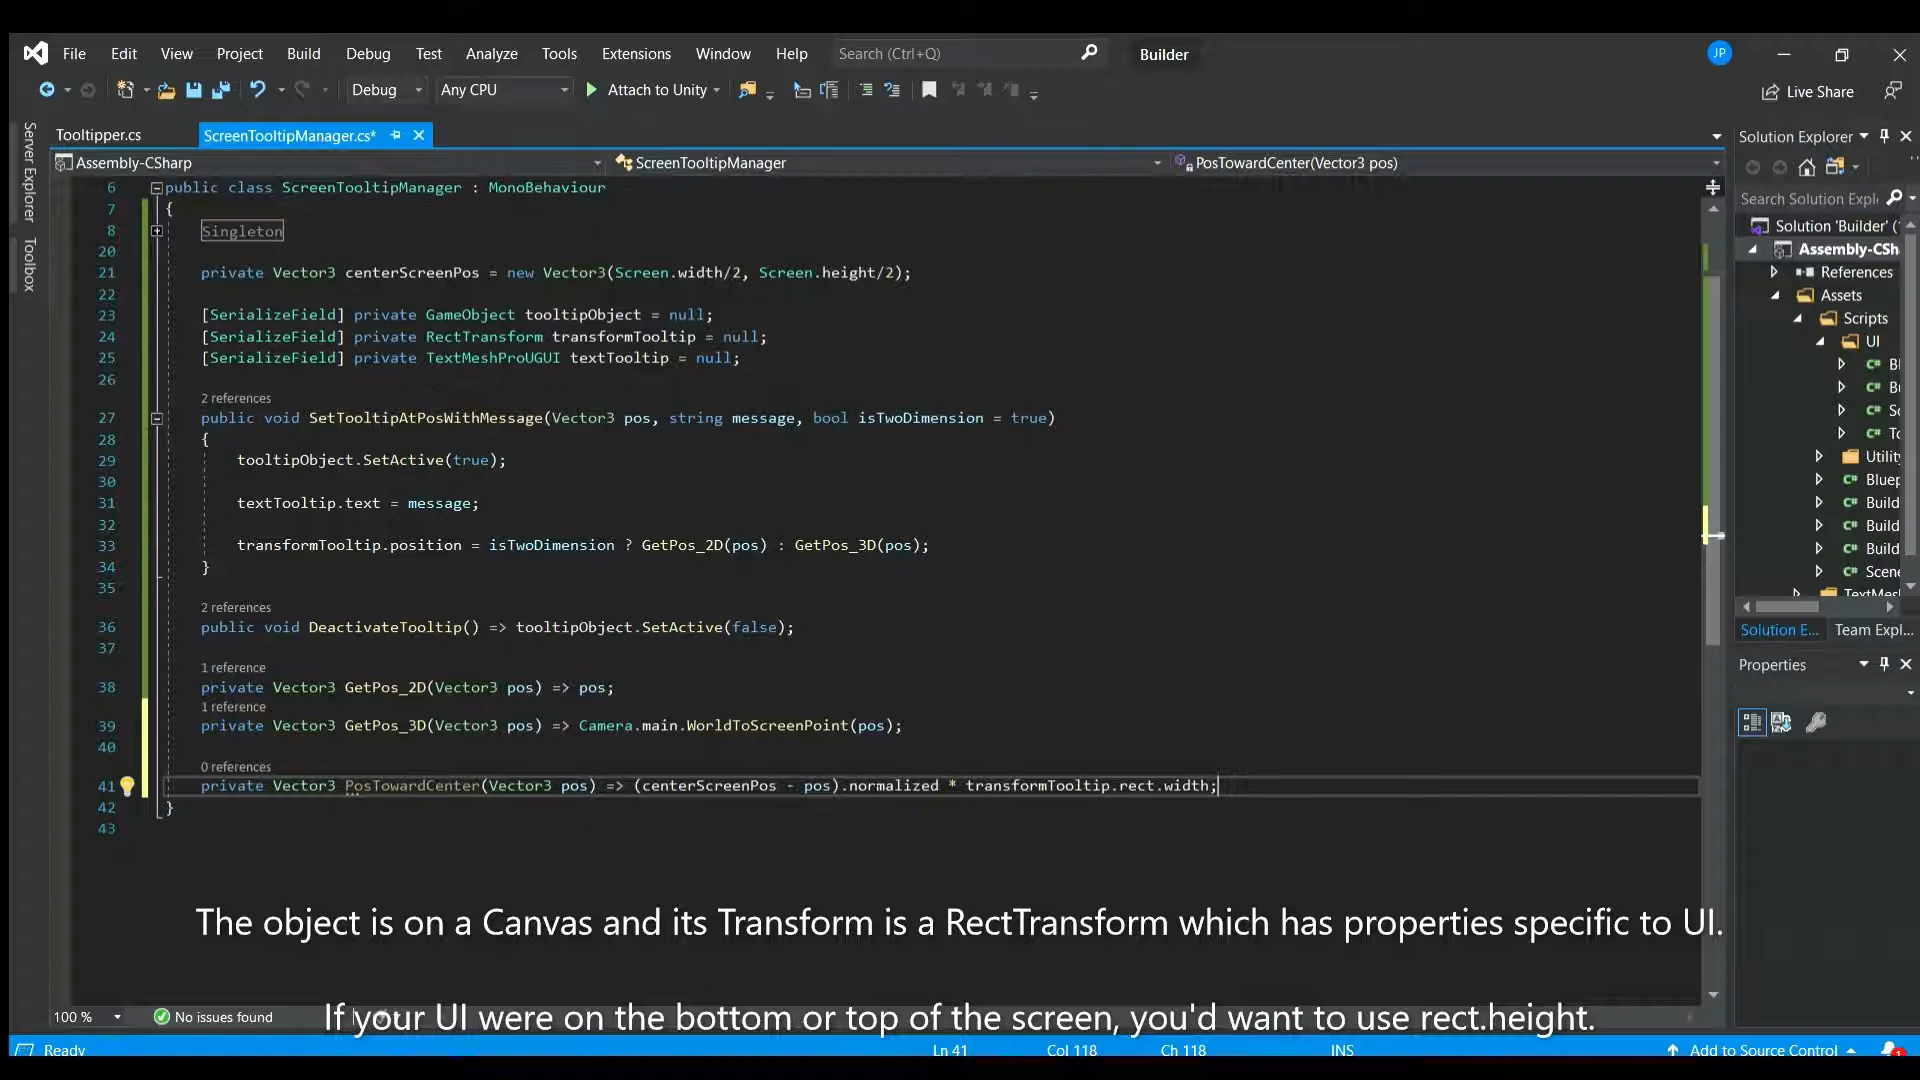 File Edit View Project Build Debug Test Analyze Tools Extensions Window Help Search (Ctrl+Q) Builder JP
Debug Any CPU Attach to Unity Live Share
Server Explorer
Toolbox
Tooltipper.cs ScreenTooltipManager.cs*
Assembly-CSharp ScreenTooltipManager PosTowardCenter(Vector3 pos)
6 public class ScreenTooltipManager : MonoBehaviour
7 {
8 Singleton
20
21 private Vector3 centerScreenPos = new Vector3(Screen.width/2, Screen.height/2);
22
23 [SerializeField] private GameObject tooltipObject = null;
24 [SerializeField] private RectTransform transformTooltip = null;
25 [SerializeField] private TextMeshProUGUI textTooltip = null;
26
2 references
27 public void SetTooltipAtPosWithMessage(Vector3 pos, string message, bool isTwoDimension = true)
28 {
29 tooltipObject.SetActive(true);
30
31 textTooltip.text = message;
32
33 transformTooltip.position = isTwoDimension ? GetPos_2D(pos) : GetPos_3D(pos);
34 }
35
2 references
36 public void DeactivateTooltip() => tooltipObject.SetActive(false);
37
1 reference
38 private Vector3 GetPos_2D(Vector3 pos) => pos;
1 reference
39 private Vector3 GetPos_3D(Vector3 pos) => Camera.main.WorldToScreenPoint(pos);
40
0 references
41 private Vector3 PosTowardCenter(Vector3 pos) => (centerScreenPos - pos).normalized * transformTooltip.rect.width;
42 }
43
The object is on a Canvas and its Transform is a RectTransform which has properties specific to UI.
If your UI were on the bottom or top of the screen, you'd want to use rect.height.
100 % No issues found
Ready Ln 41 Col 118 Ch 118 INS Add to Source Control 1
Solution Explorer
Search Solution Expl
Solution 'Builder' (
Assembly-CSh
References
Assets
Scripts
UI
C# Bl
C# Bu
C# Sc
C# To
Utility
C# Bluep
C# Build
C# Build
C# Build
C# Scene
TextMes
Solution E... Team Expl...
Properties